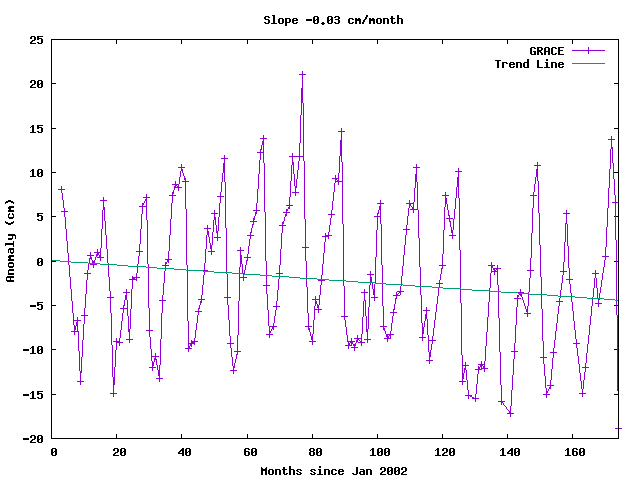 Slope -0.03 cm/month
25
20
15
10
5
0
-5
-10
-15
-20
Anomaly (cm)
GRACE
Trend Line
0 20 40 60 80 100 120 140 160
Months since Jan 2002